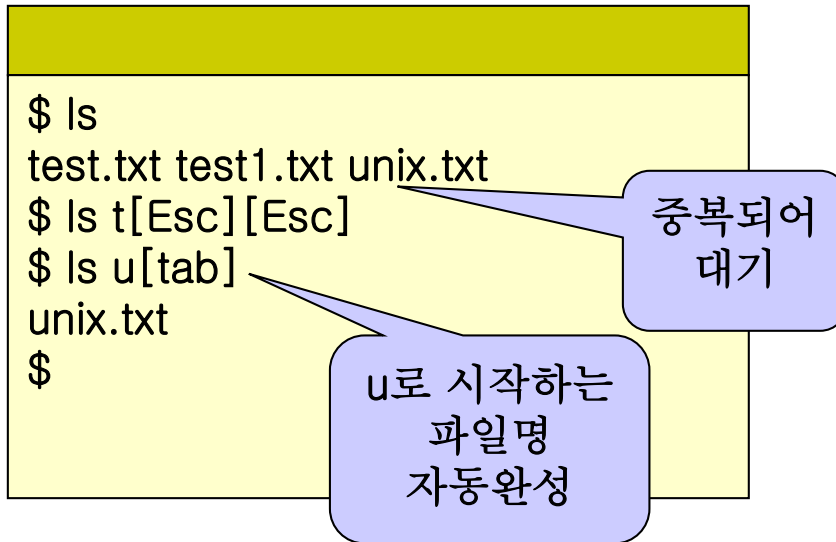 $ ls
test.txt test1.txt unix.txt
$ ls t[Esc][Esc]
$ ls u[tab]
unix.txt
$
중복되어
대기
u로 시작하는
파일명
자동완성